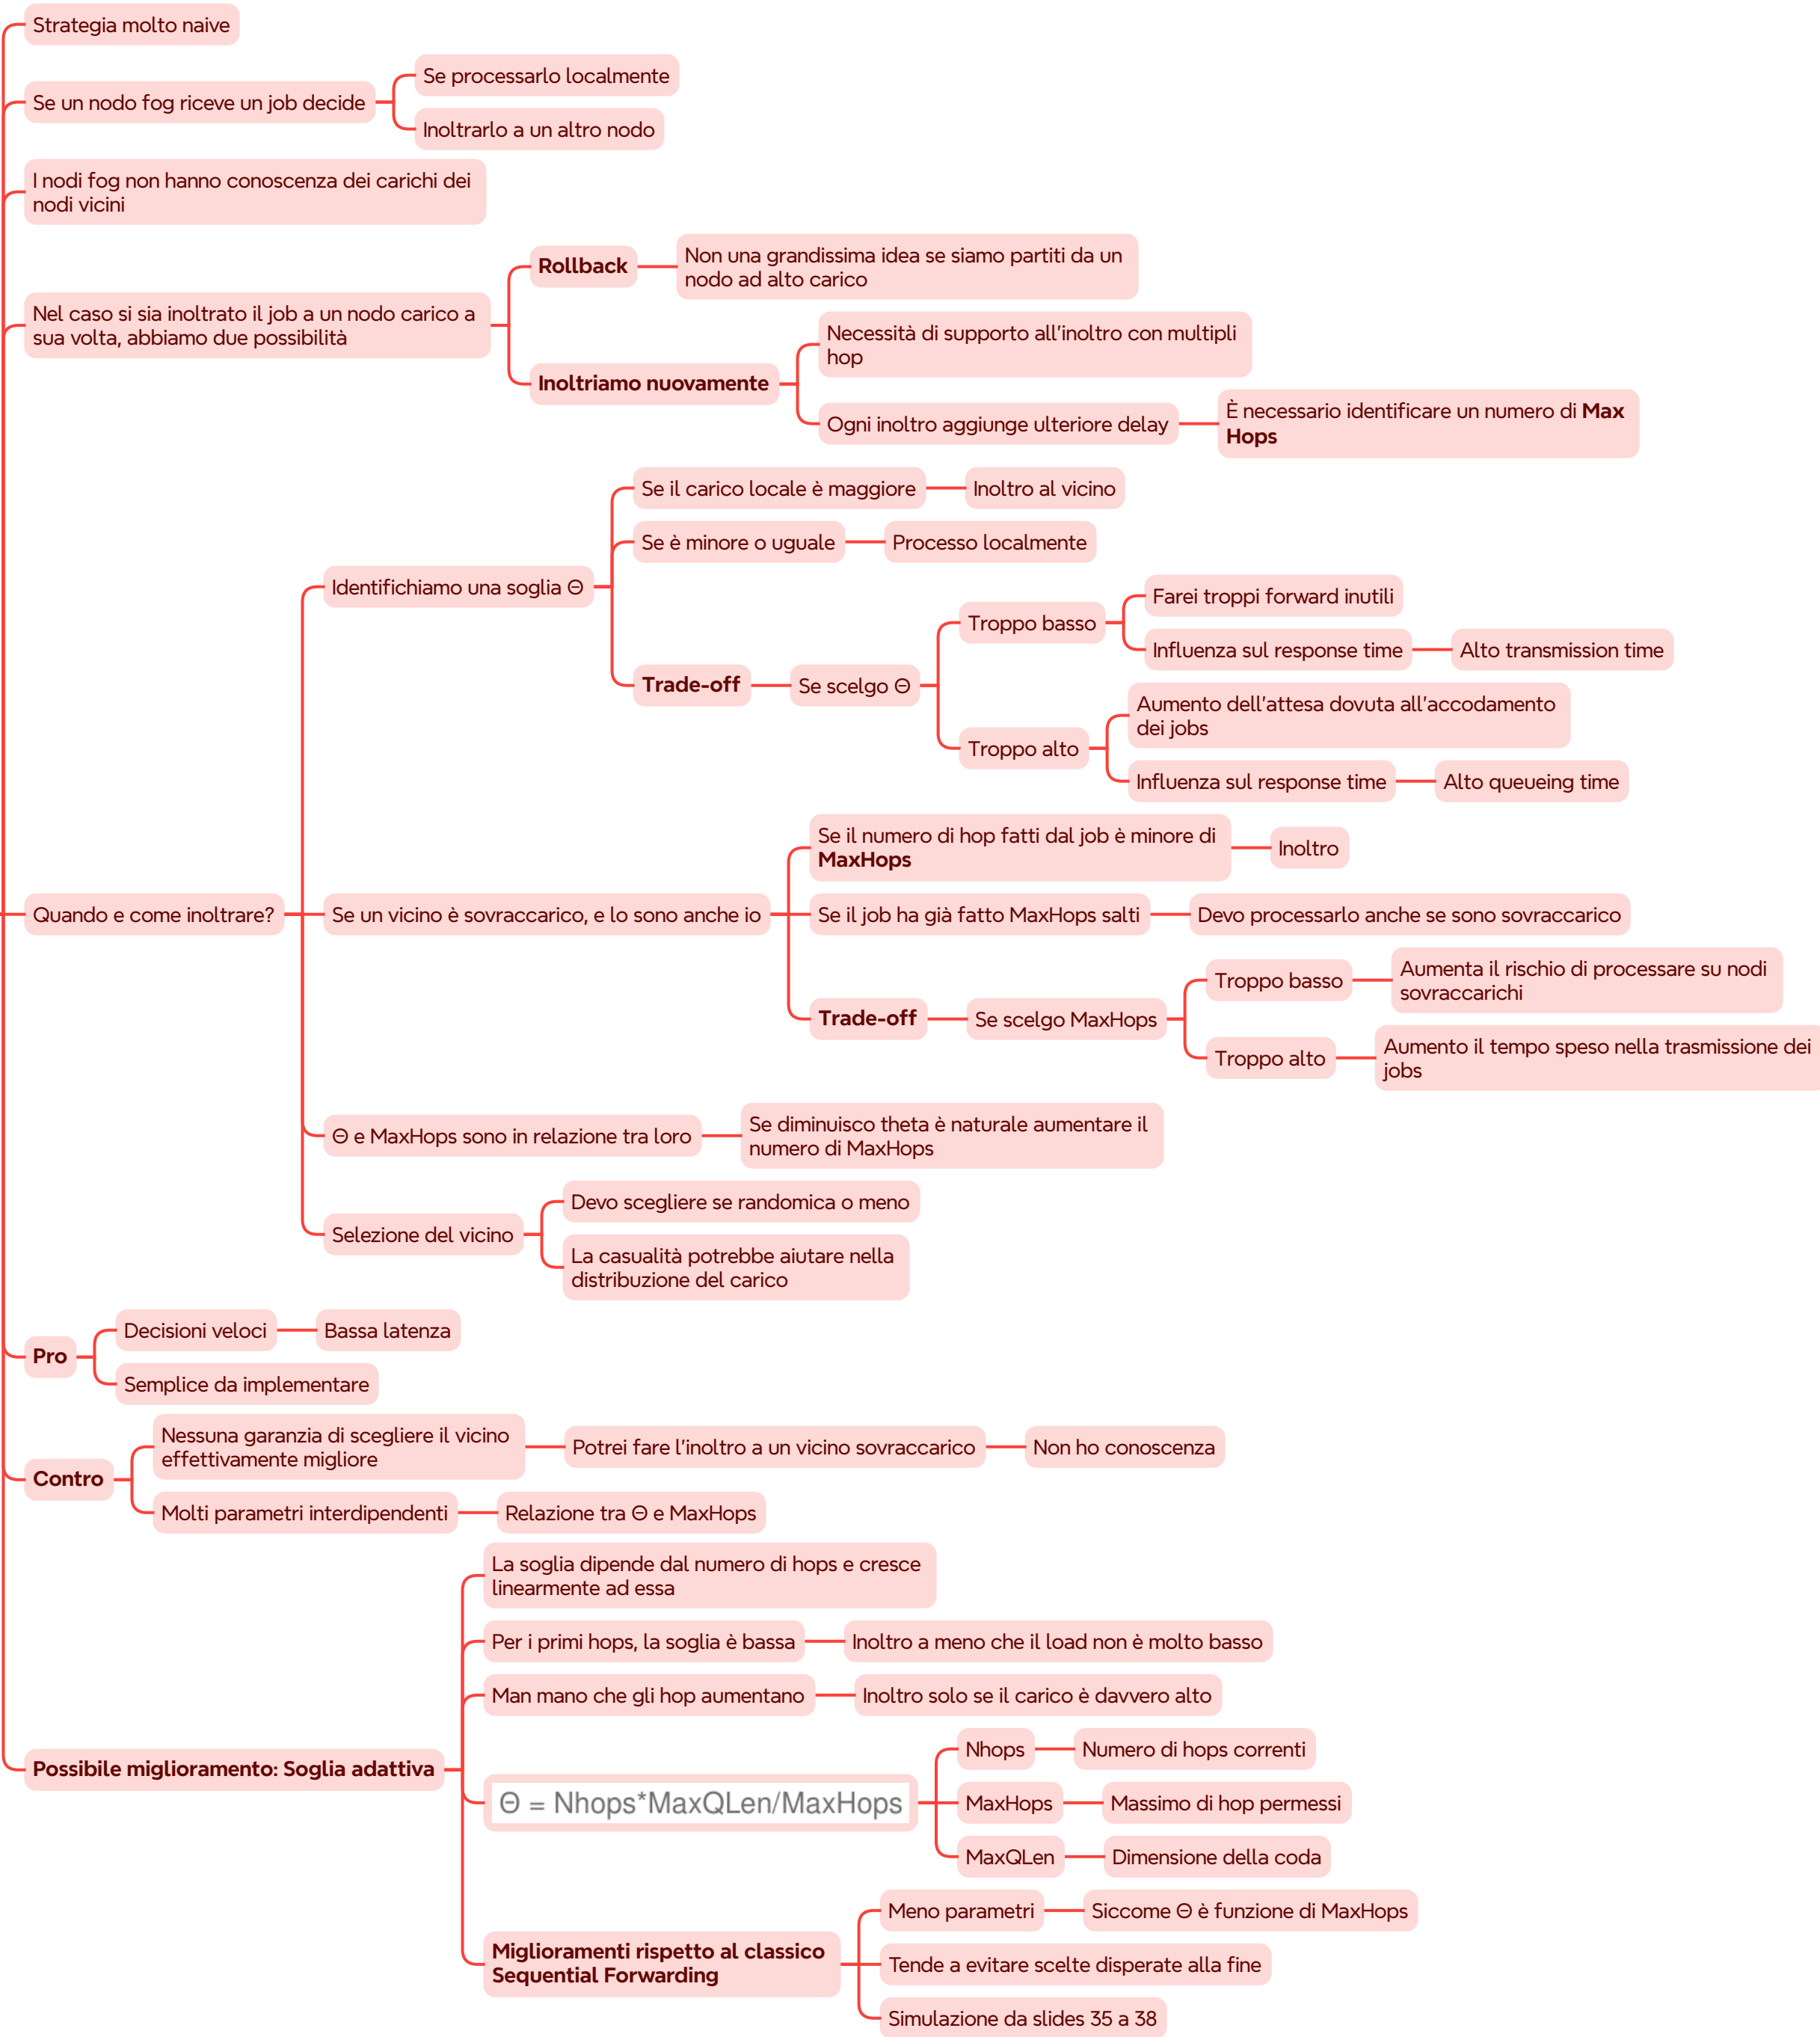 Strategia molto naive
Se un nodo fog riceve un job decide
Se processarlo localmente
Inoltrarlo a un altro nodo
I nodi fog non hanno conoscenza dei carichi dei
nodi vicini
Nel caso si sia inoltrato il job a un nodo carico a
sua volta, abbiamo due possibilità
Rollback
Non una grandissima idea se siamo partiti da un
nodo ad alto carico
Inoltriamo nuovamente
Necessità di supporto all'inoltro con multipli
hop
Ogni inoltro aggiunge ulteriore delay
È necessario identificare un numero di Max
Hops
Quando e come inoltrare?
Identifichiamo una soglia Θ
Se il carico locale è maggiore
Inoltro al vicino
Se è minore o uguale
Processo localmente
Trade-off
Se scelgo Θ
Troppo basso
Farei troppi forward inutili
Influenza sul response time
Alto transmission time
Troppo alto
Aumento dell'attesa dovuta all'accodamento
dei jobs
Influenza sul response time
Alto queueing time
Se un vicino è sovraccarico, e lo sono anche io
Se il numero di hop fatti dal job è minore di
MaxHops
Inoltro
Se il job ha già fatto MaxHops salti
Devo processarlo anche se sono sovraccarico
Trade-off
Se scelgo MaxHops
Troppo basso
Aumenta il rischio di processare su nodi
sovraccarichi
Troppo alto
Aumento il tempo speso nella trasmissione dei
jobs
Θ e MaxHops sono in relazione tra loro
Se diminuisco theta è naturale aumentare il
numero di MaxHops
Selezione del vicino
Devo scegliere se randomica o meno
La casualità potrebbe aiutare nella
distribuzione del carico
Pro
Decisioni veloci
Bassa latenza
Semplice da implementare
Contro
Nessuna garanzia di scegliere il vicino
effettivamente migliore
Potrei fare l'inoltro a un vicino sovraccarico
Non ho conoscenza
Molti parametri interdipendenti
Relazione tra Θ e MaxHops
Possibile miglioramento: Soglia adattiva
La soglia dipende dal numero di hops e cresce
linearmente ad essa
Per i primi hops, la soglia è bassa
Inoltro a meno che il load non è molto basso
Man mano che gli hop aumentano
Inoltro solo se il carico è davvero alto
Θ = Nhops*MaxQLen/MaxHops
Nhops
Numero di hops correnti
MaxHops
Massimo di hop permessi
MaxQLen
Dimensione della coda
Miglioramenti rispetto al classico
Sequential Forwarding
Meno parametri
Siccome Θ è funzione di MaxHops
Tende a evitare scelte disperate alla fine
Simulazione da slides 35 a 38